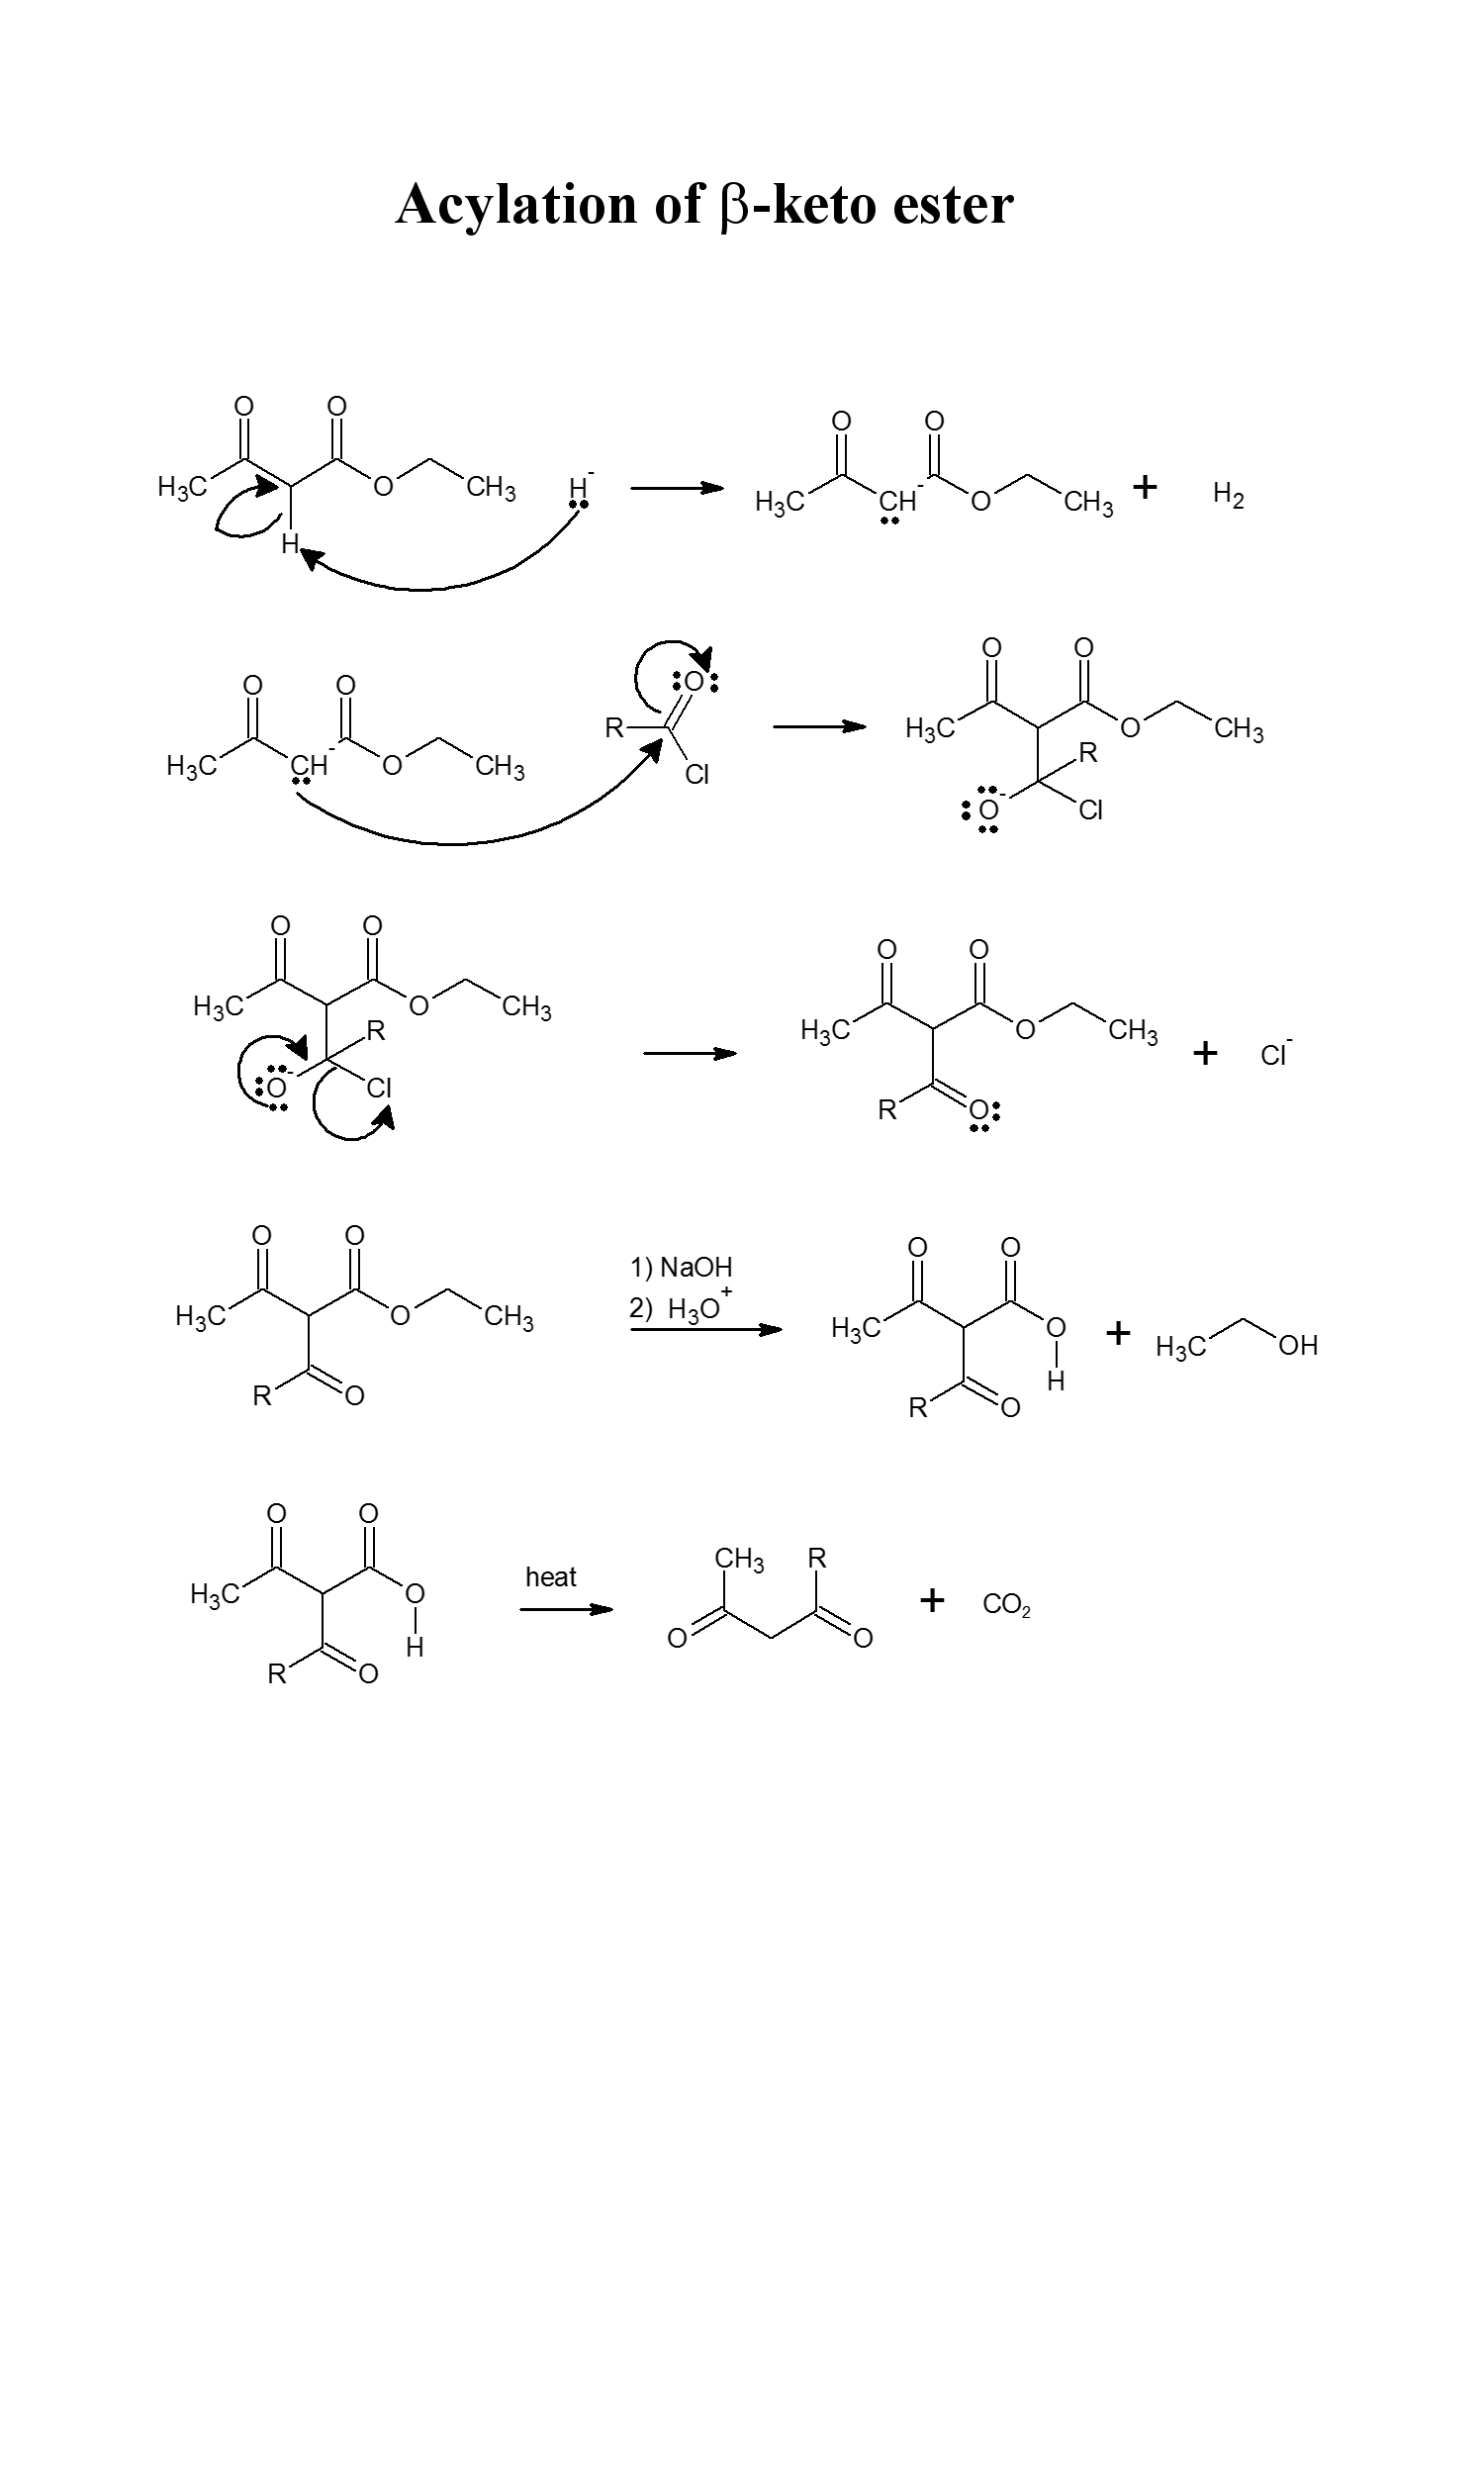 Acylation of β-keto ester
O O
H₃C O CH₃ H⁻ H₃C CH⁻ O CH₃ + H₂
H
O O O O O
H₃C CH⁻ O CH₃ R Cl H₃C O CH₃
R
O⁻ Cl
O O O O
H₃C O CH₃ H₃C O CH₃ + Cl⁻
R
O⁻ Cl R O
O O 1) NaOH O O
H₃C O CH₃ 2) H₃O⁺ H₃C O + H₃C OH
H
R O R O
O O CH₃ R
H₃C O heat + CO₂
H O O
R O